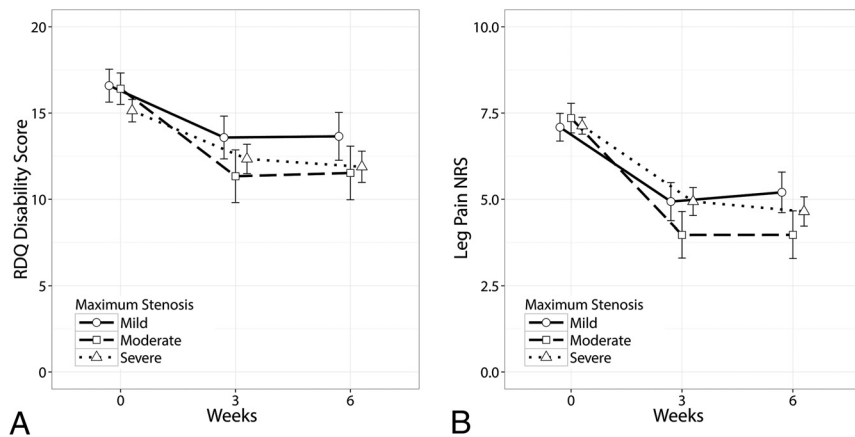 20
15
10
5
0
RDQ Disability Score
Maximum Stenosis
Mild
Moderate
Severe
0
3
6
Weeks
A
10.0
7.5
5.0
2.5
0.0
Leg Pain NRS
Maximum Stenosis
Mild
Moderate
Severe
0
3
6
Weeks
B